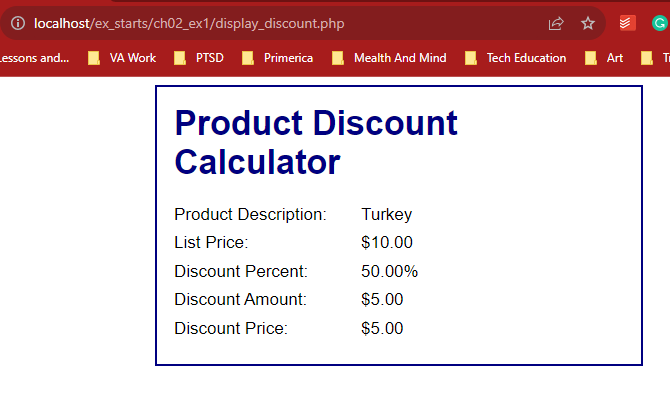 localhost/ex_starts/ch02_ex1/display_discount.php
essons and... VA Work PTSD Primerica Mealth And Mind Tech Education Art
Product Discount
Calculator
Product Description: Turkey
List Price: $10.00
Discount Percent: 50.00%
Discount Amount: $5.00
Discount Price: $5.00